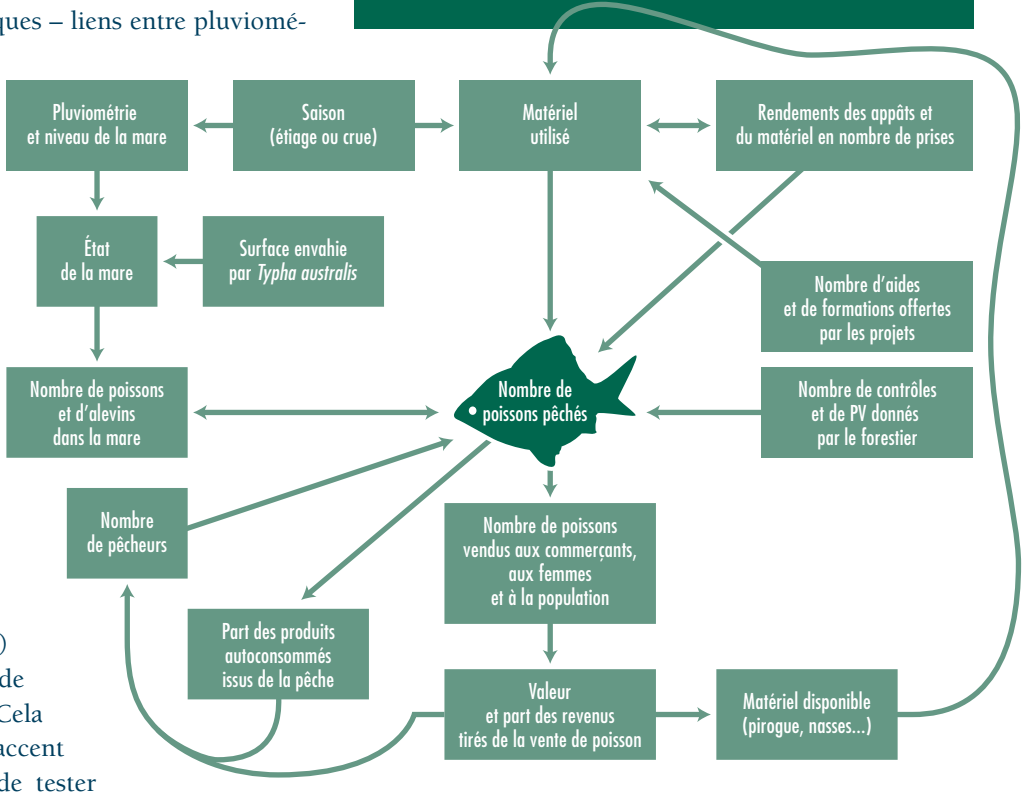 ques – liens entre pluviomé-
Pluviométrie
et niveau de la mare
Saison
(étiage ou crue)
Matériel
utilisé
Rendements des appâts et
du matériel en nombre de prises
État
de la mare
Surface envahie
par Typha australis
Nombre d'aides
et de formations offertes
par les projets
Nombre de poissons
et d'alevins
dans la mare
Nombre de
poissons pêchés
Nombre de contrôles
et de PV donnés
par le forestier
Nombre
de pêcheurs
Nombre de poissons
vendus aux commerçants,
aux femmes
et à la population
Part des produits
autoconsommés
issus de la pêche
Valeur
et part des revenus
tirés de la vente de poisson
Matériel disponible
(pirogue, nasses...)
)
de
Cela
accent
de tester